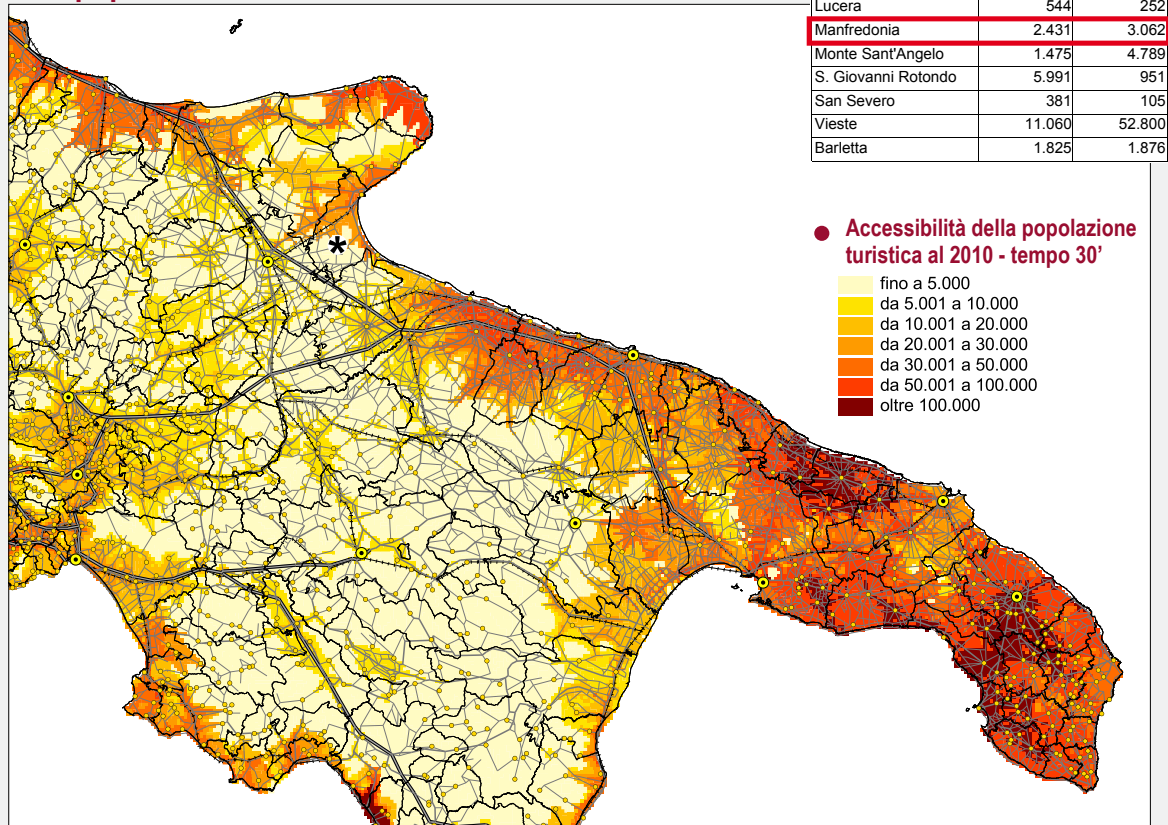 Lucera 544 252
Manfredonia 2.431 3.062
Monte Sant'Angelo 1.475 4.789
S. Giovanni Rotondo 5.991 951
San Severo 381 105
Vieste 11.060 52.800
Barletta 1.825 1.876
*
Accessibilità della popolazione
turistica al 2010 - tempo 30’
fino a 5.000
da 5.001 a 10.000
da 10.001 a 20.000
da 20.001 a 30.000
da 30.001 a 50.000
da 50.001 a 100.000
oltre 100.000